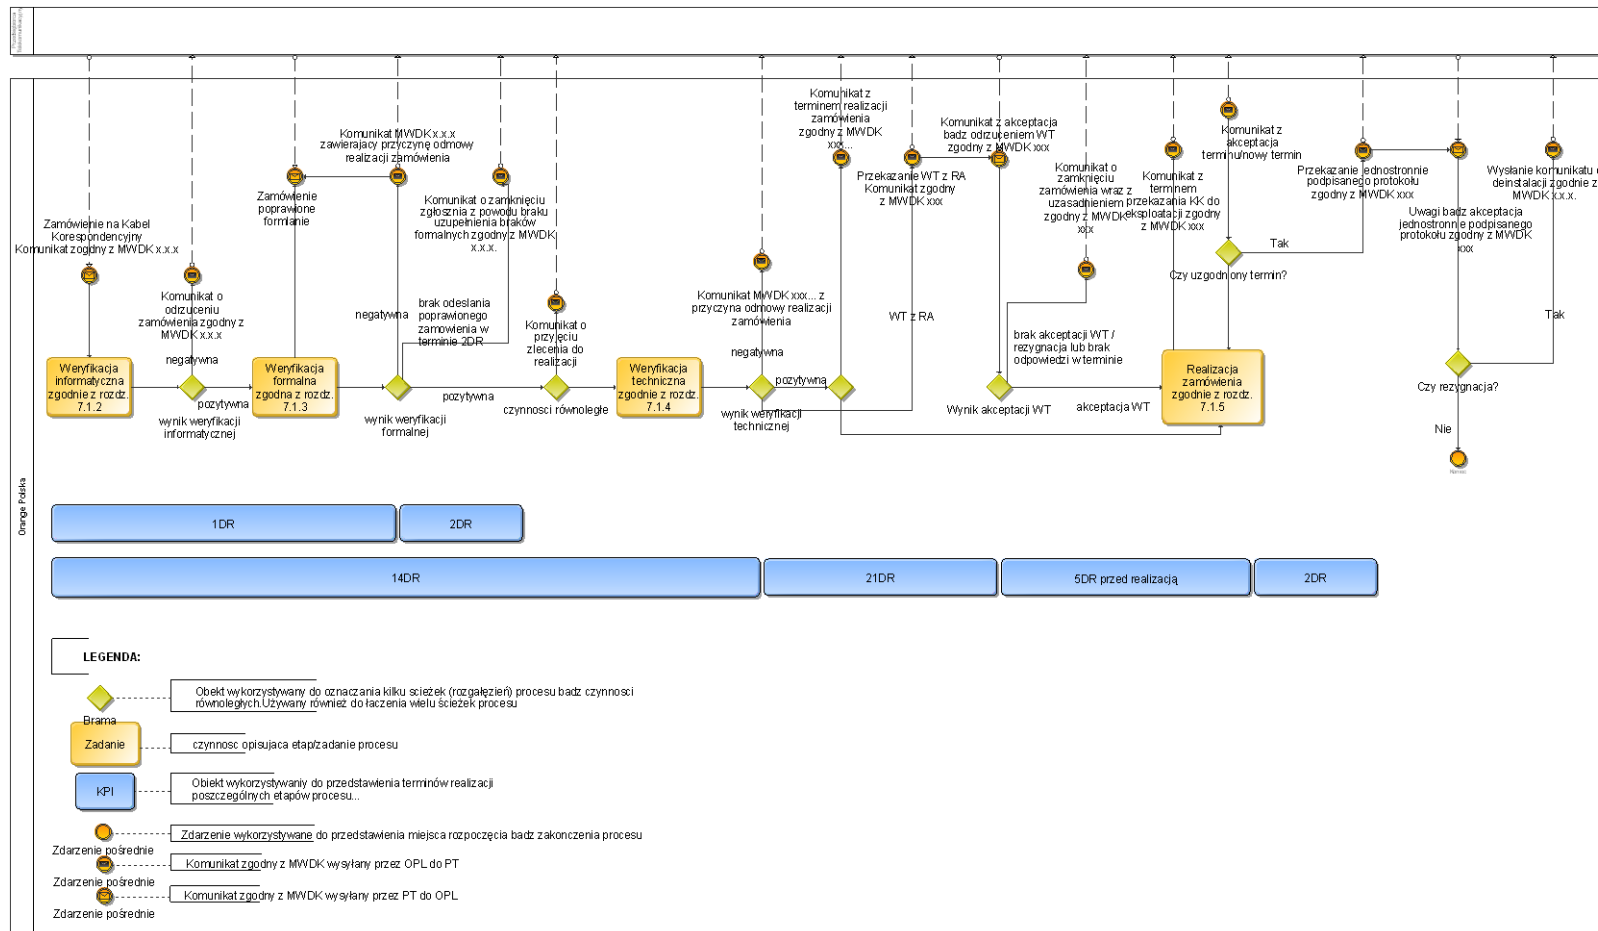 Orange Polska
Zamówienie na Kabel
Korespondencyjny
Komunikat zogdny z MWDK x.x.x
Weryfikacja
informatyczna
zgodnie z rozdz.
7.1.2
Komunikat o
odrzuceniu
zamówienia zgodny z
MWDK x.x.x
negatywna
pozytywna
wynik weryfikacji
informatycznej
Zamówienie
poprawione
formlanie
Weryfikacja
formalna
zgodna z rozdz.
7.1.3
Komunikat MWDK x.x.x
zawierajacy przyczynę odmowy
realizacji zamówienia
negatywna
wynik weryfikacji
formalnej
Komunikat o zamknięciu
zgłosznia z powodu braku
uzupełnienia braków
formalnych zgodny z MWDK
x.x.x.
brak odeslania
poprawionego
zamowienia w
terminie 2DR
pozytywna
Komunikat o
przyjęciu
zlecenia do
realizacji
czynnosci równoległe
Weryfikacja
techniczna
zgodnie z rozdz.
7.1.4
Komunikat MWDK xxx... z
przyczyna odmowy realizacji
zamówienia
negatywna
pozytywna
wynik weryfikacji
technicznej
Komunikat z
terminem realizacji
zamówienia
zgodny z MWDK
xxx...
Przekazanie WT z RA
Komunikat zgodny
z MWDK xxx
WT z RA
Komunikat z akceptacja
badz odrzuceniem WT
zgodny z MWDK xxx
brak akceptacji WT /
rezygnacja lub brak
odpowiedzi w terminie
Wynik akceptacji WT
akceptacja WT
Komunikat o
zamknięciu
zamówienia wraz z
uzasadnieniem
zgodny z MWDK
xxx
Komunikat z
terminem
przekazania KK do
eksploatacji zgodny
z MWDK xxx
Realizacja
zamówienia
zgodnie z rozdz.
7.1.5
Komunikat z
akceptacja
terminu/nowy termin
Czy uzgodniony termin?
Tak
Przekazanie jednostronnie
podpisanego protokołu
zgodny z MWDK xxx
Uwagi badz akceptacja
jednostronnie podpisanego
protokołu zgodny z MWDK
xxx
Czy rezygnacja?
Nie
Tak
Wysłanie komunikatu o
deinstalacji zgodnie z
MWDK x.x.x.
1DR
2DR
14DR
21DR
5DR przed realizacją
2DR
LEGENDA:
Brama
Obekt wykorzystywany do oznaczania kilku scieżek (rozgałęzień) procesu badz czynnosci
równoległych.Używany również do łaczenia wielu ścieżek procesu
Zadanie
czynnosc opisujaca etap/zadanie procesu
KPI
Obiekt wykorzystywaniy do przedstawienia terminów realizacji
poszczególnych etapów procesu...
Zdarzenie wykorzystywane do przedstawienia miejsca rozpoczęcia badz zakonczenia procesu
Zdarzenie pośrednie
Komunikat zgodny z MWDK wysyłany przez OPL do PT
Zdarzenie pośrednie
Komunikat zgodny z MWDK wysyłany przez PT do OPL
Zdarzenie pośrednie